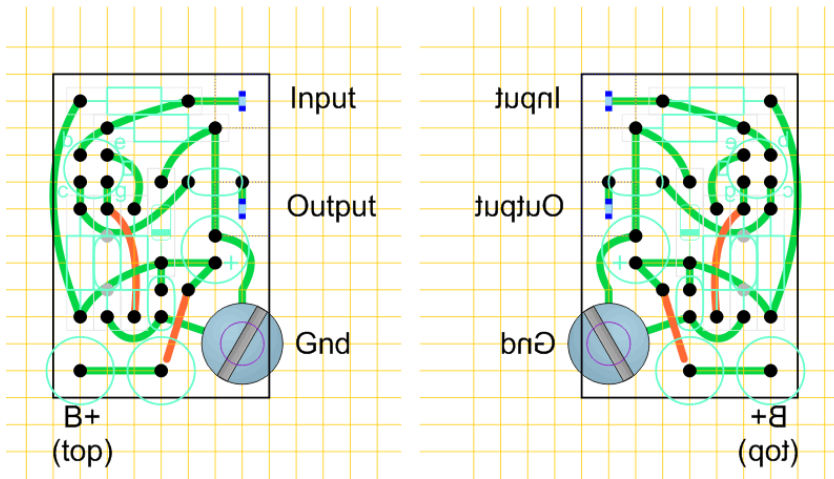 Input
e
c g
Output
+
Gnd
B+
(top)
Input
e
g c
Output
+
Gnd
B+
(top)